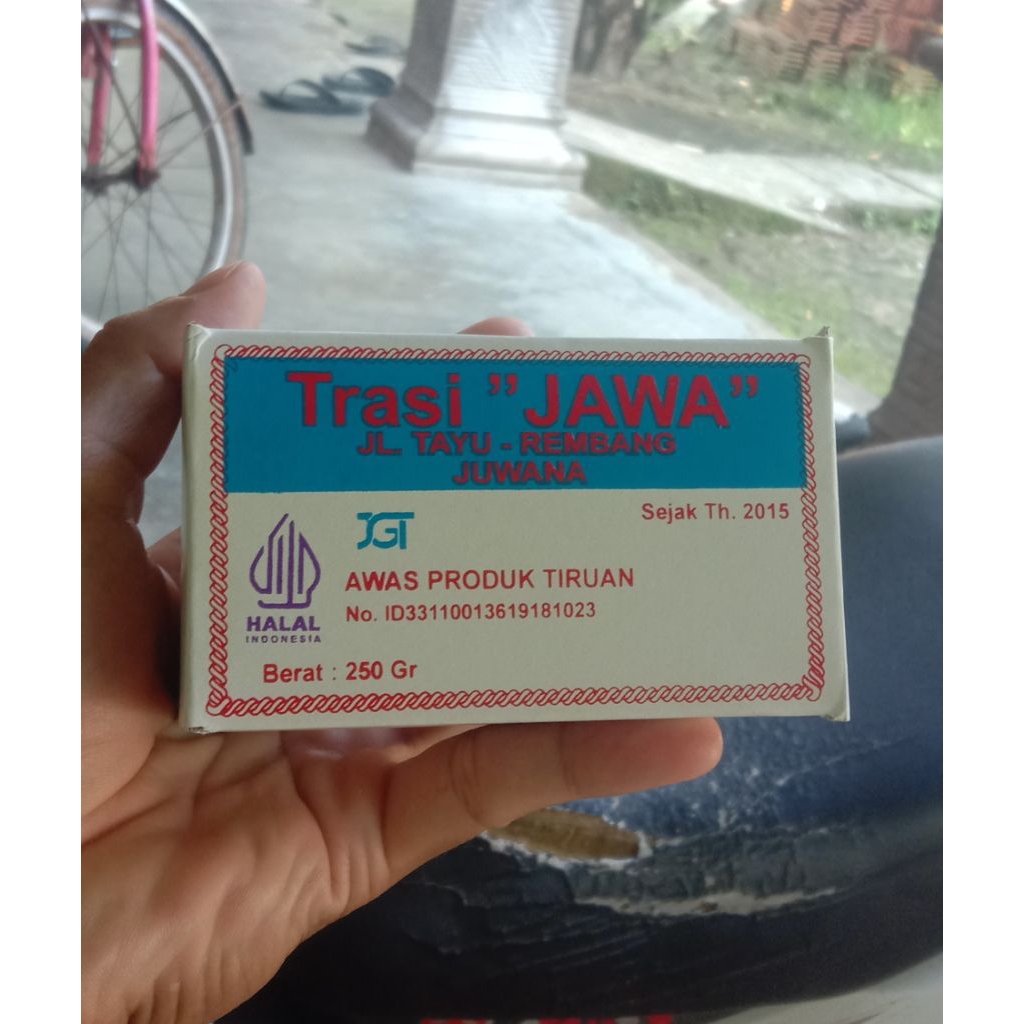 Trasi ”JAWA”
JL. TAYU - REMBANG
JUWANA
Sejak Th. 2015
JGT
AWAS PRODUK TIRUAN
No. ID33110013619181023
HALAL
INDONESIA
Berat : 250 Gr